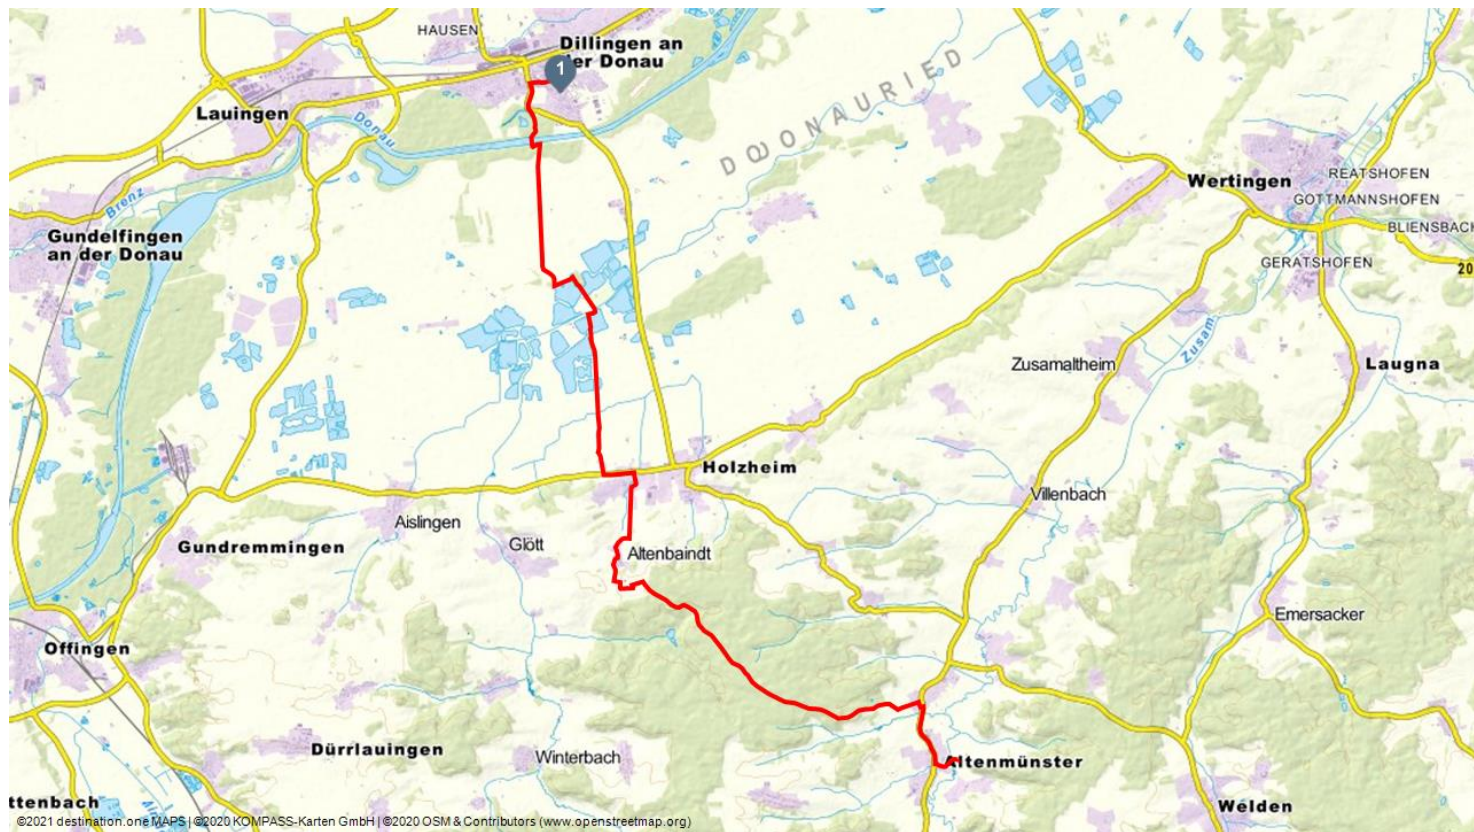 HAUSEN
Dillingen an
der Donau
1
DONAURIED
Lauingen
Donau
Wertingen
REATSHOFEN
GOTTMANNSHOFEN
Brenz
BLIENSBACH
Gundelfingen
an der Donau
GERATSHOFEN
20
Zusam
Zusamaltheim
Laugna
Holzheim
Villenbach
Aislingen
Glött
Gundremmingen
Altenbaindt
Emersacker
Offingen
Dürrlauingen
Winterbach
Altenmünster
ttenbach
Welden
©2021 destination.one MAPS | ©2020 KOMPASS-Karten GmbH | ©2020 OSM & Contributors (www.openstreetmap.org)